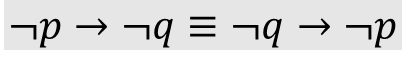 ¬p → ¬q ≡ ¬q → ¬p